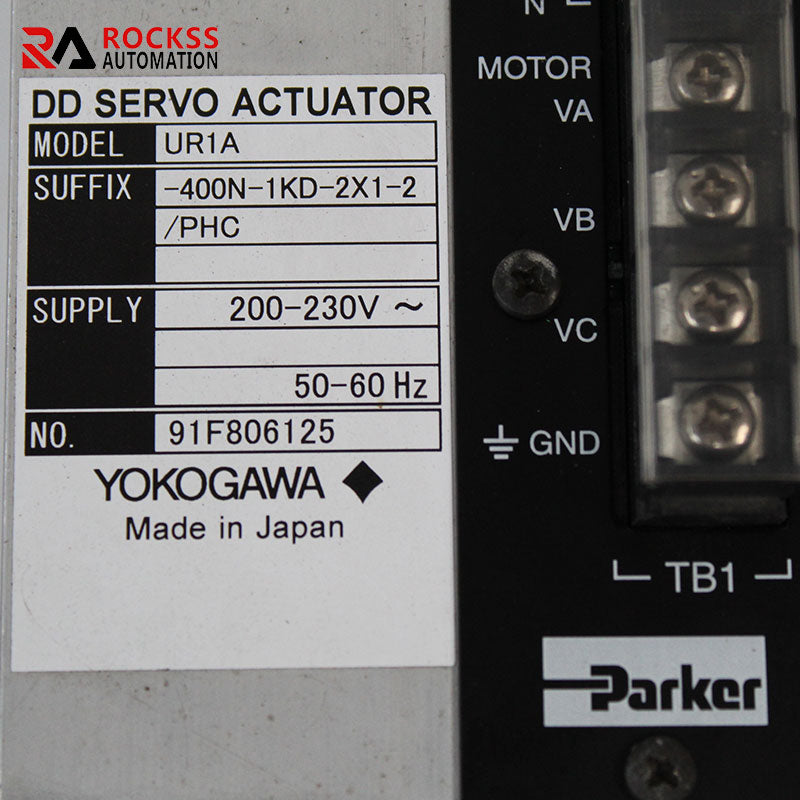 RA ROCKSS
AUTOMATION
DD SERVO ACTUATOR
MODEL UR1A
SUFFIX -400N-1KD-2X1-2
/PHC
SUPPLY 200-230V ~
50-60 Hz
NO. 91F806125
YOKOGAWA
Made in Japan
N
MOTOR
VA
VB
VC
GND
TB1
Parker